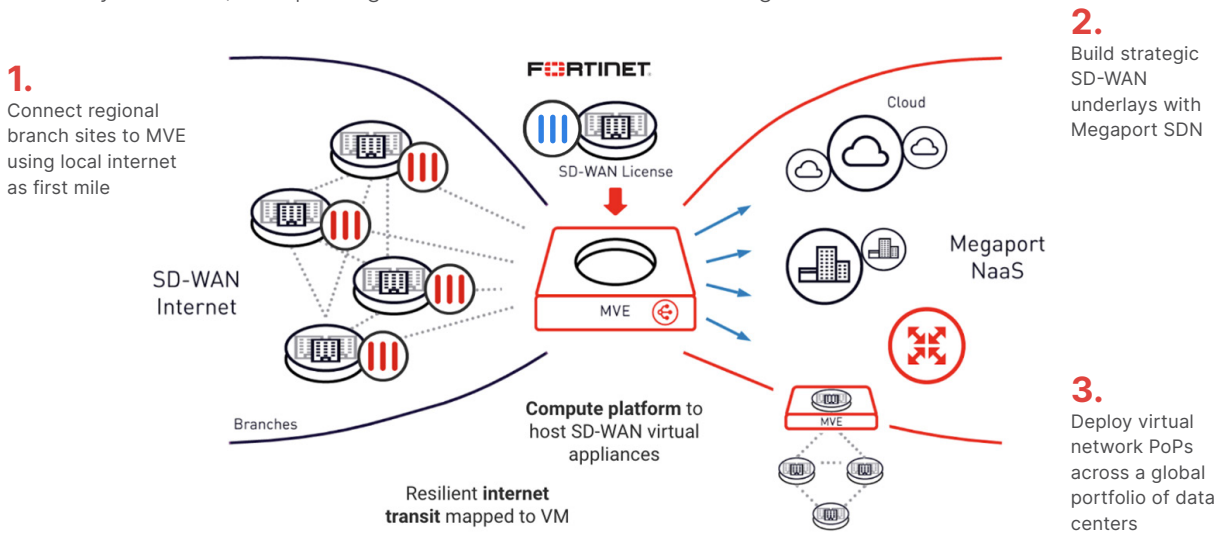 1.
Connect regional
branch sites to MVE
using local internet
as first mile
FORTINET
SD-WAN License
2.
Build strategic
SD-WAN
underlays with
Megaport SDN
Cloud
SD-WAN
Internet
MVE
Megaport
NaaS
Branches
Compute platform to
host SD-WAN virtual
appliances
Resilient internet
transit mapped to VM
MVE
3.
Deploy virtual
network PoPs
across a global
portfolio of data
centers